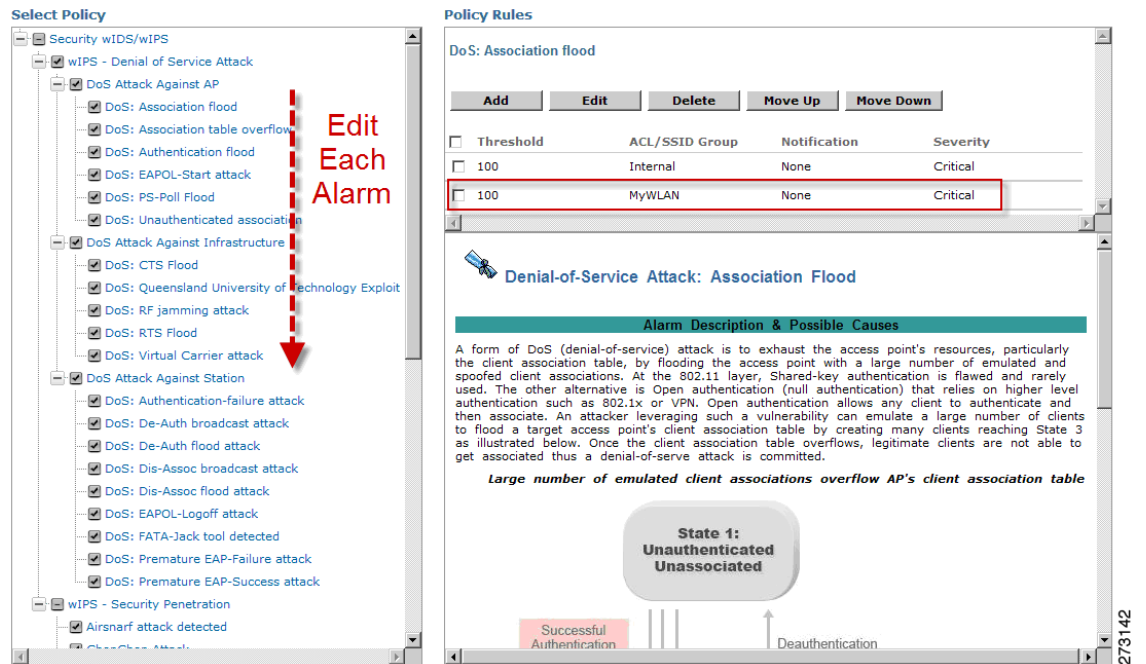 Select Policy
Security wIDS/wIPS
wIPS - Denial of Service Attack
DoS Attack Against AP
DoS: Association flood
DoS: Association table overflow
DoS: Authentication flood
DoS: EAPOL-Start attack
DoS: PS-Poll Flood
DoS: Unauthenticated association
DoS Attack Against Infrastructure
DoS: CTS Flood
DoS: Queensland University of Technology Exploit
DoS: RF jamming attack
DoS: RTS Flood
DoS: Virtual Carrier attack
DoS Attack Against Station
DoS: Authentication-failure attack
DoS: De-Auth broadcast attack
DoS: De-Auth flood attack
DoS: Dis-Assoc broadcast attack
DoS: Dis-Assoc flood attack
DoS: EAPOL-Logoff attack
DoS: FATA-Jack tool detected
DoS: Premature EAP-Failure attack
DoS: Premature EAP-Success attack
wIPS - Security Penetration
Airsnarf attack detected
ChopChop Attack
Edit
Each
Alarm
Policy Rules
DoS: Association flood
Add Edit Delete Move Up Move Down
Threshold ACL/SSID Group Notification Severity
100 Internal None Critical
100 MyWLAN None Critical
Denial-of-Service Attack: Association Flood
Alarm Description & Possible Causes
A form of DoS (denial-of-service) attack is to exhaust the access point's resources, particularly
the client association table, by flooding the access point with a large number of emulated and
spoofed client associations. At the 802.11 layer, Shared-key authentication is flawed and rarely
used. The other alternative is Open authentication (null authentication) that relies on higher level
authentication such as 802.1x or VPN. Open authentication allows any client to authenticate and
then associate. An attacker leveraging such a vulnerability can emulate a large number of clients
to flood a target access point's client association table by creating many clients reaching State 3
as illustrated below. Once the client association table overflows, legitimate clients are not able to
get associated thus a denial-of-serve attack is committed.
Large number of emulated client associations overflow AP's client association table
State 1:
Unauthenticated
Unassociated
Successful
Authentication
Deauthentication
273142